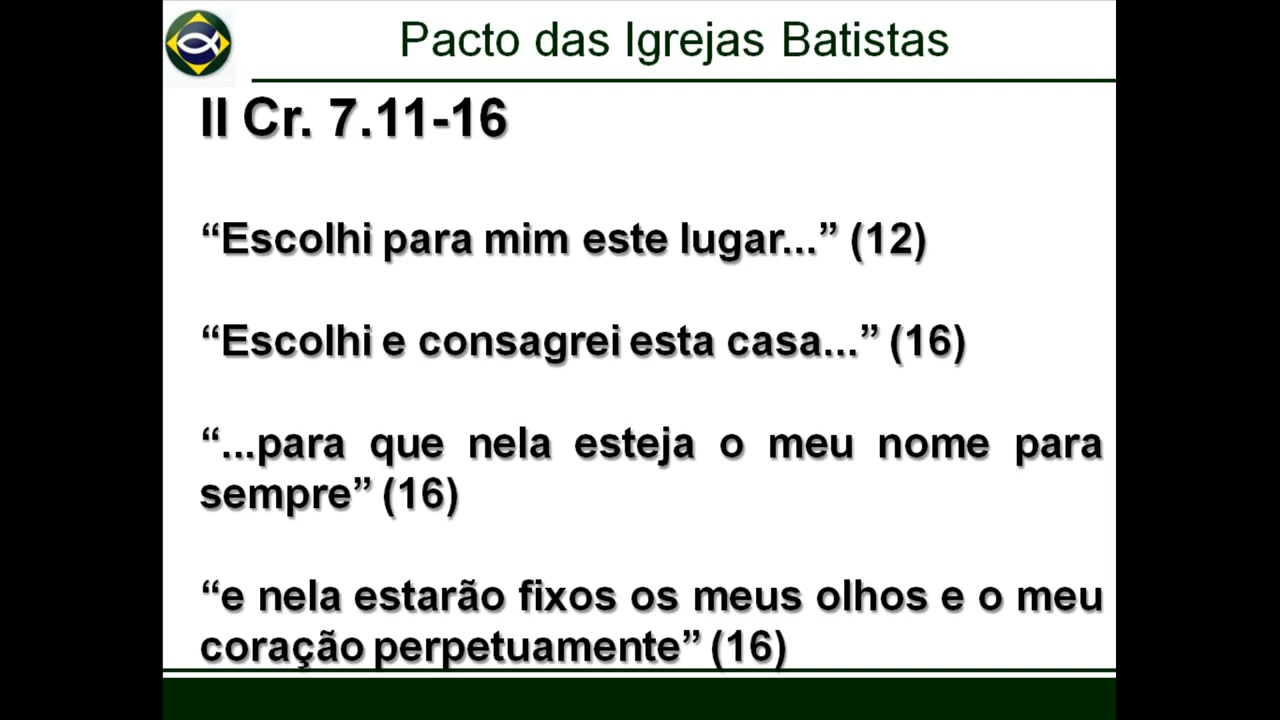 Pacto das Igrejas Batistas
II Cr. 7.11-16
“Escolhi para mim este lugar...” (12)
“Escolhi e consagrei esta casa...” (16)
“...para que nela esteja o meu nome para
sempre” (16)
“e nela estarão fixos os meus olhos e o meu
coração perpetuamente” (16)